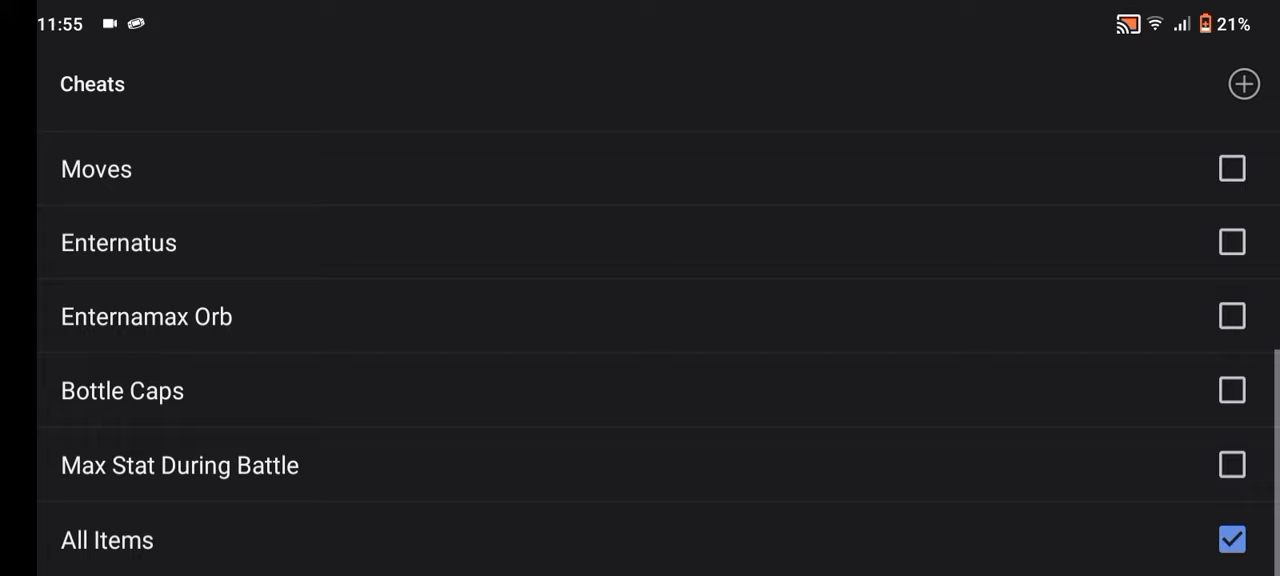 11:55 21%
Cheats
Moves
Enternatus
Enternamax Orb
Bottle Caps
Max Stat During Battle
All Items